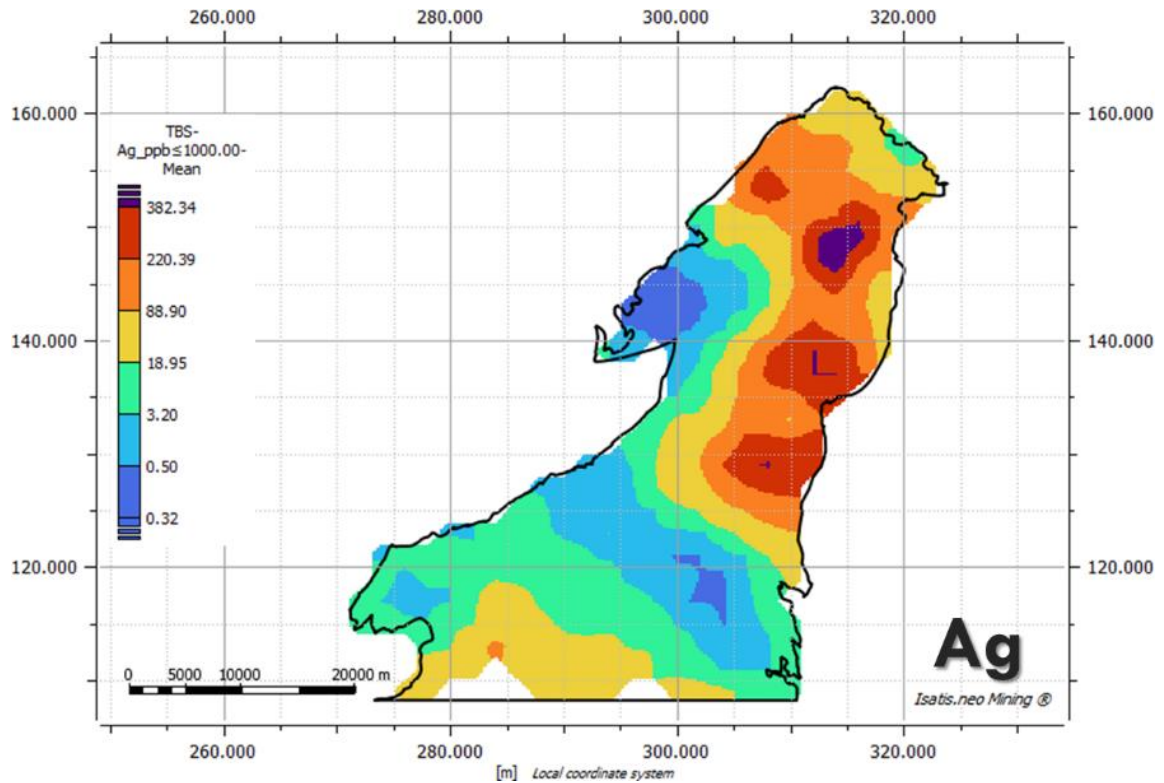 260.000 280.000 300.000 320.000
160.000 160.000
TBS-
Ag_ppb≤1000.00-
Mean
382.34
220.39
88.90
18.95
3.20
0.50
0.32
140.000 140.000
120.000 120.000
0 5000 10000 20000 m
Ag
Isatis.neo Mining ®
260.000 280.000 300.000 320.000
[m] Local coordinate system